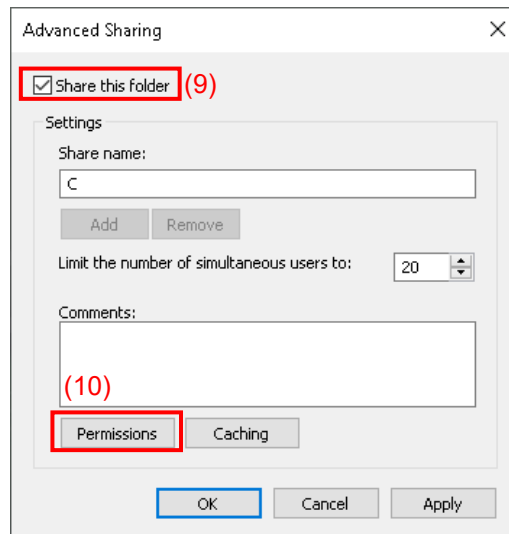 Advanced Sharing
Share this folder (9)
Settings
Share name:
C
Add Remove
Limit the number of simultaneous users to: 20
Comments:
(10)
Permissions Caching
OK Cancel Apply